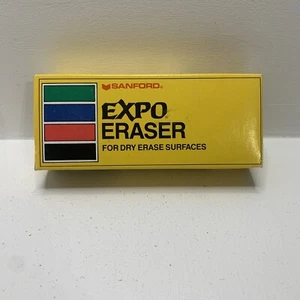 SANFORD®
EXPO®
ERASER
FOR DRY ERASE SURFACES